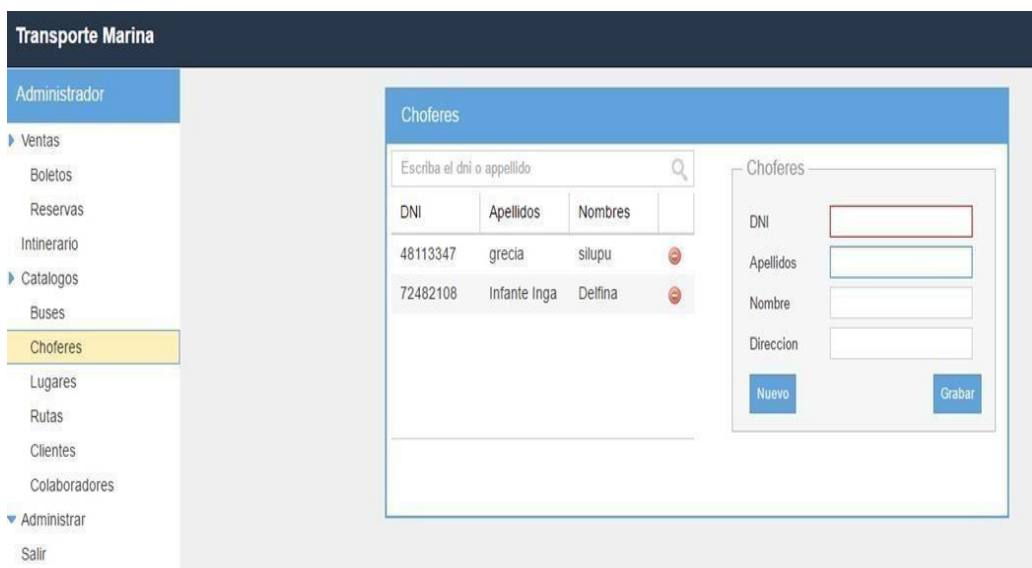 Transporte Marina
Administrador
Ventas
Boletos
Reservas
Intinerario
Catalogos
Buses
Choferes
Lugares
Rutas
Clientes
Colaboradores
Administrar
Salir
Choferes
Escriba el dni o appellido
DNI Apellidos Nombres
48113347 grecia silupu
72482108 Infante Inga Delfina
Choferes
DNI
Apellidos
Nombre
Direccion
Nuevo Grabar